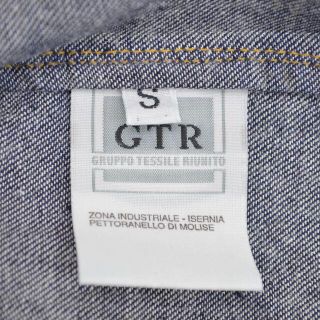 S
GTR
GRUPPO TESSILE RIUNITO
ZONA INDUSTRIALE - ISERNIA
PETTORANELLO DI MOLISE